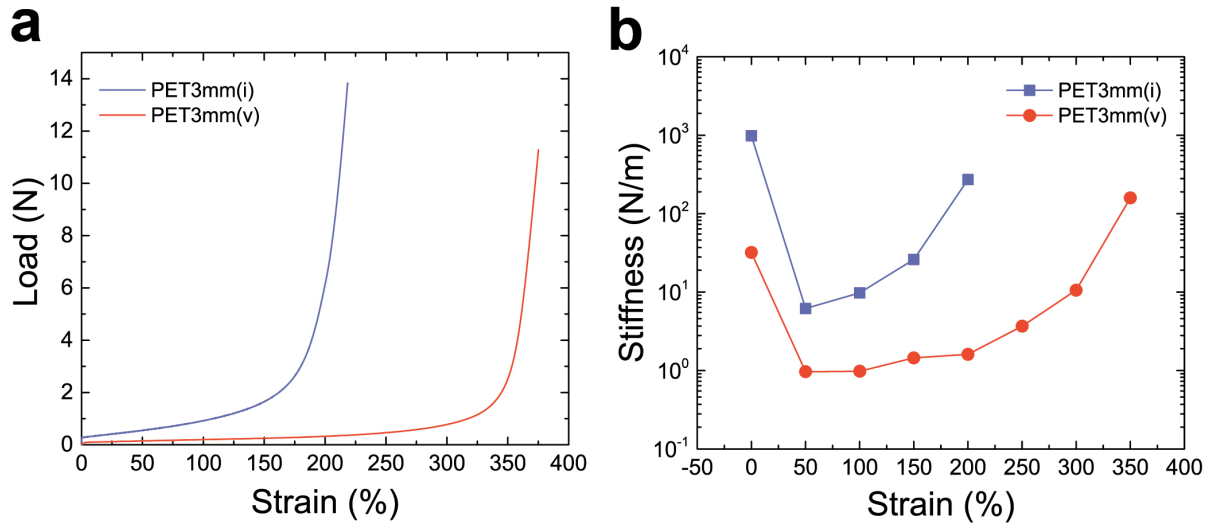 a
14
12
10
8
6
4
2
0
Load (N)
PET3mm(i)
PET3mm(v)
0 50 100 150 200 250 300 350 400
Strain (%)
b
10^4
10^3
10^2
10^1
10^0
10^-1
Stiffness (N/m)
PET3mm(i)
PET3mm(v)
-50 0 50 100 150 200 250 300 350 400
Strain (%)